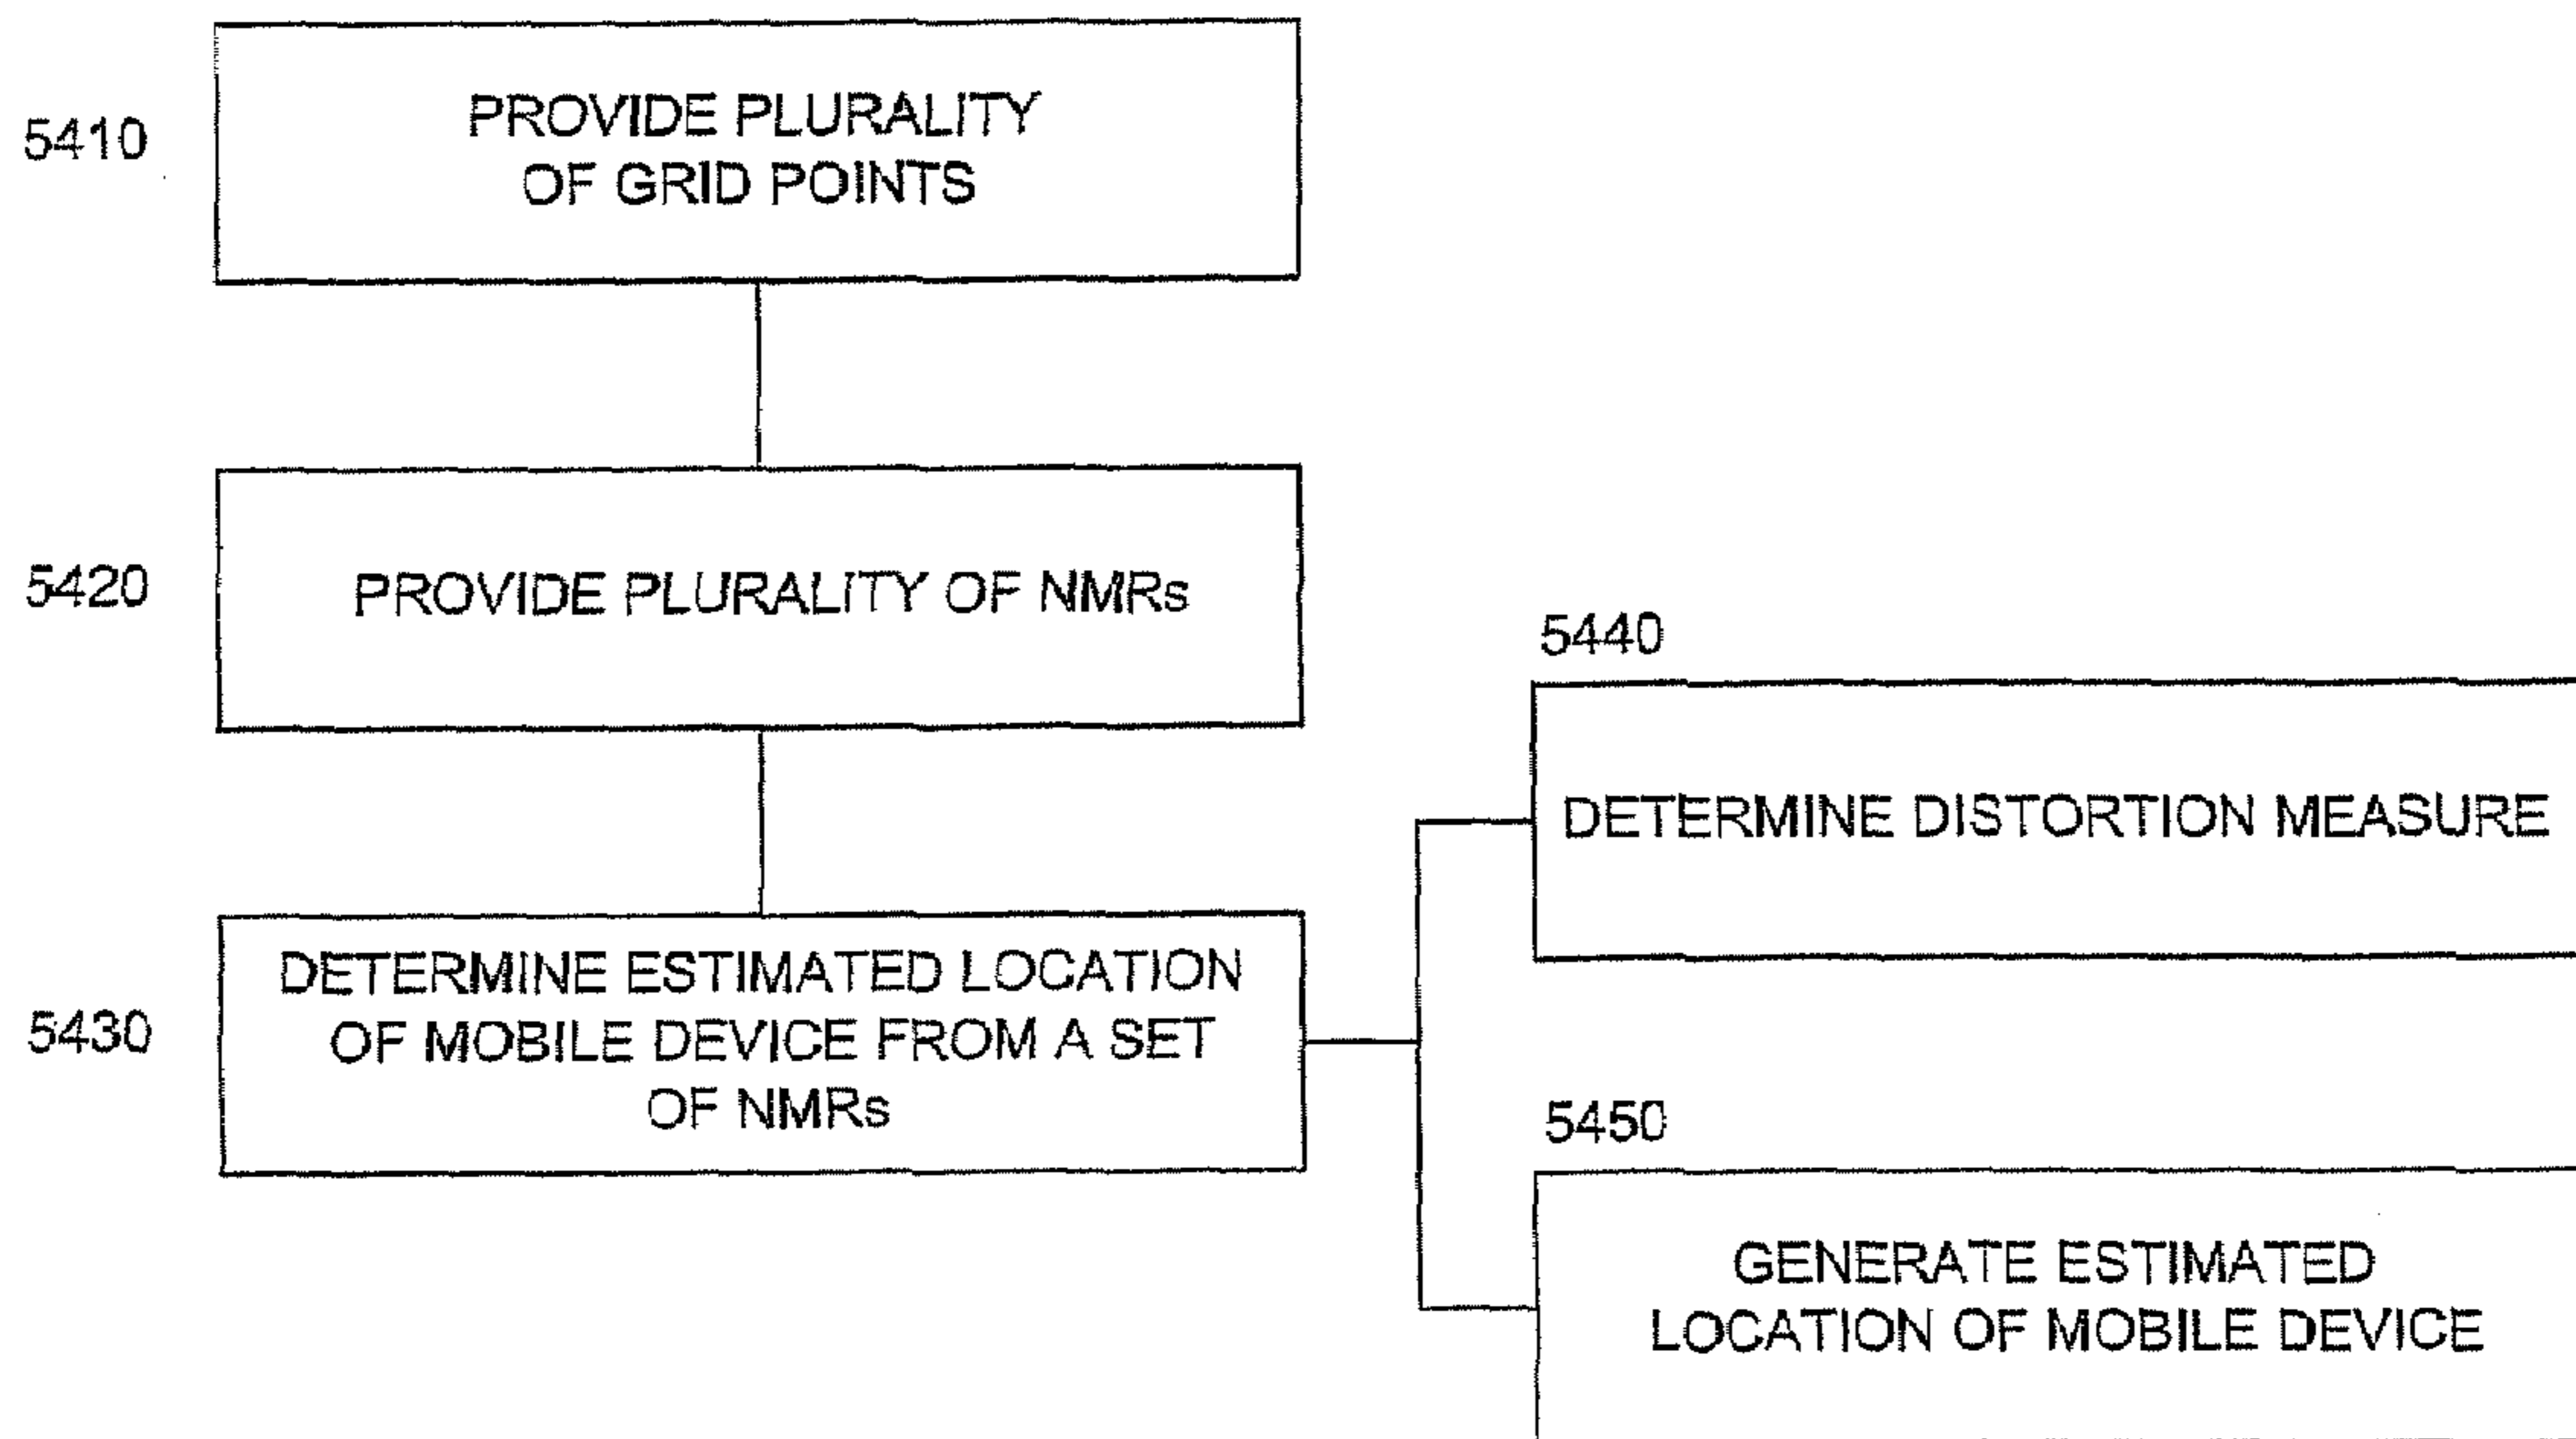 5410
PROVIDE PLURALITY
OF GRID POINTS
5420
PROVIDE PLURALITY OF NMRs
5430
DETERMINE ESTIMATED LOCATION
OF MOBILE DEVICE FROM A SET
OF NMRs
5440
DETERMINE DISTORTION MEASURE
5450
GENERATE ESTIMATED
LOCATION OF MOBILE DEVICE